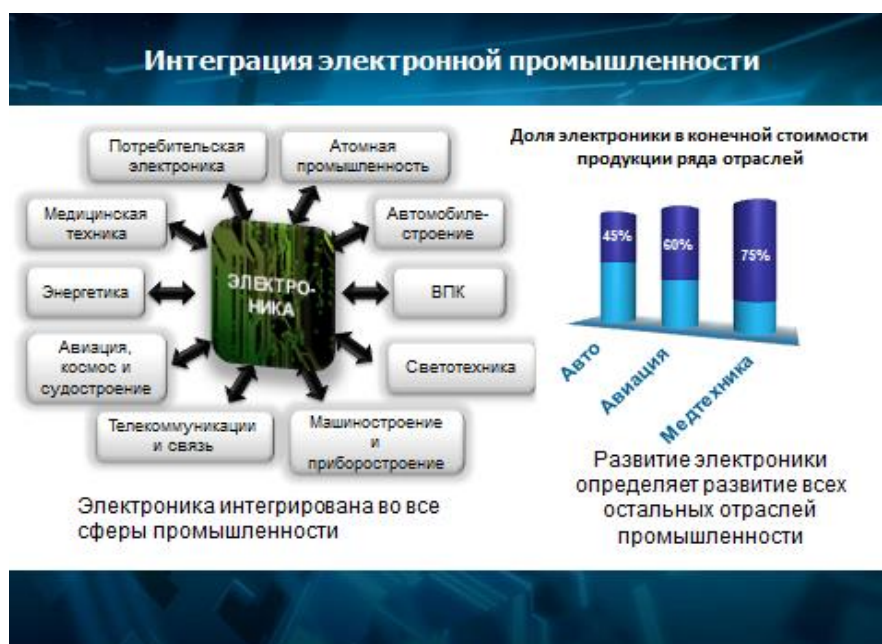 Интеграция электронной промышленности
Потребительская
электроника
Атомная
промышленность
Медицинская
техника
Автомобиле-
строение
Энергетика
ЭЛЕКТРО-
НИКА
ВПК
Авиация,
космос и
судостроение
Светотехника
Телекоммуникации
и связь
Машиностроение
и
приборостроение
Электроника интегрирована во все
сферы промышленности
Доля электроники в конечной стоимости
продукции ряда отраслей
45%
60%
75%
Авто
Авиация
Медтехника
Развитие электроники
определяет развитие всех
остальных отраслей
промышленности